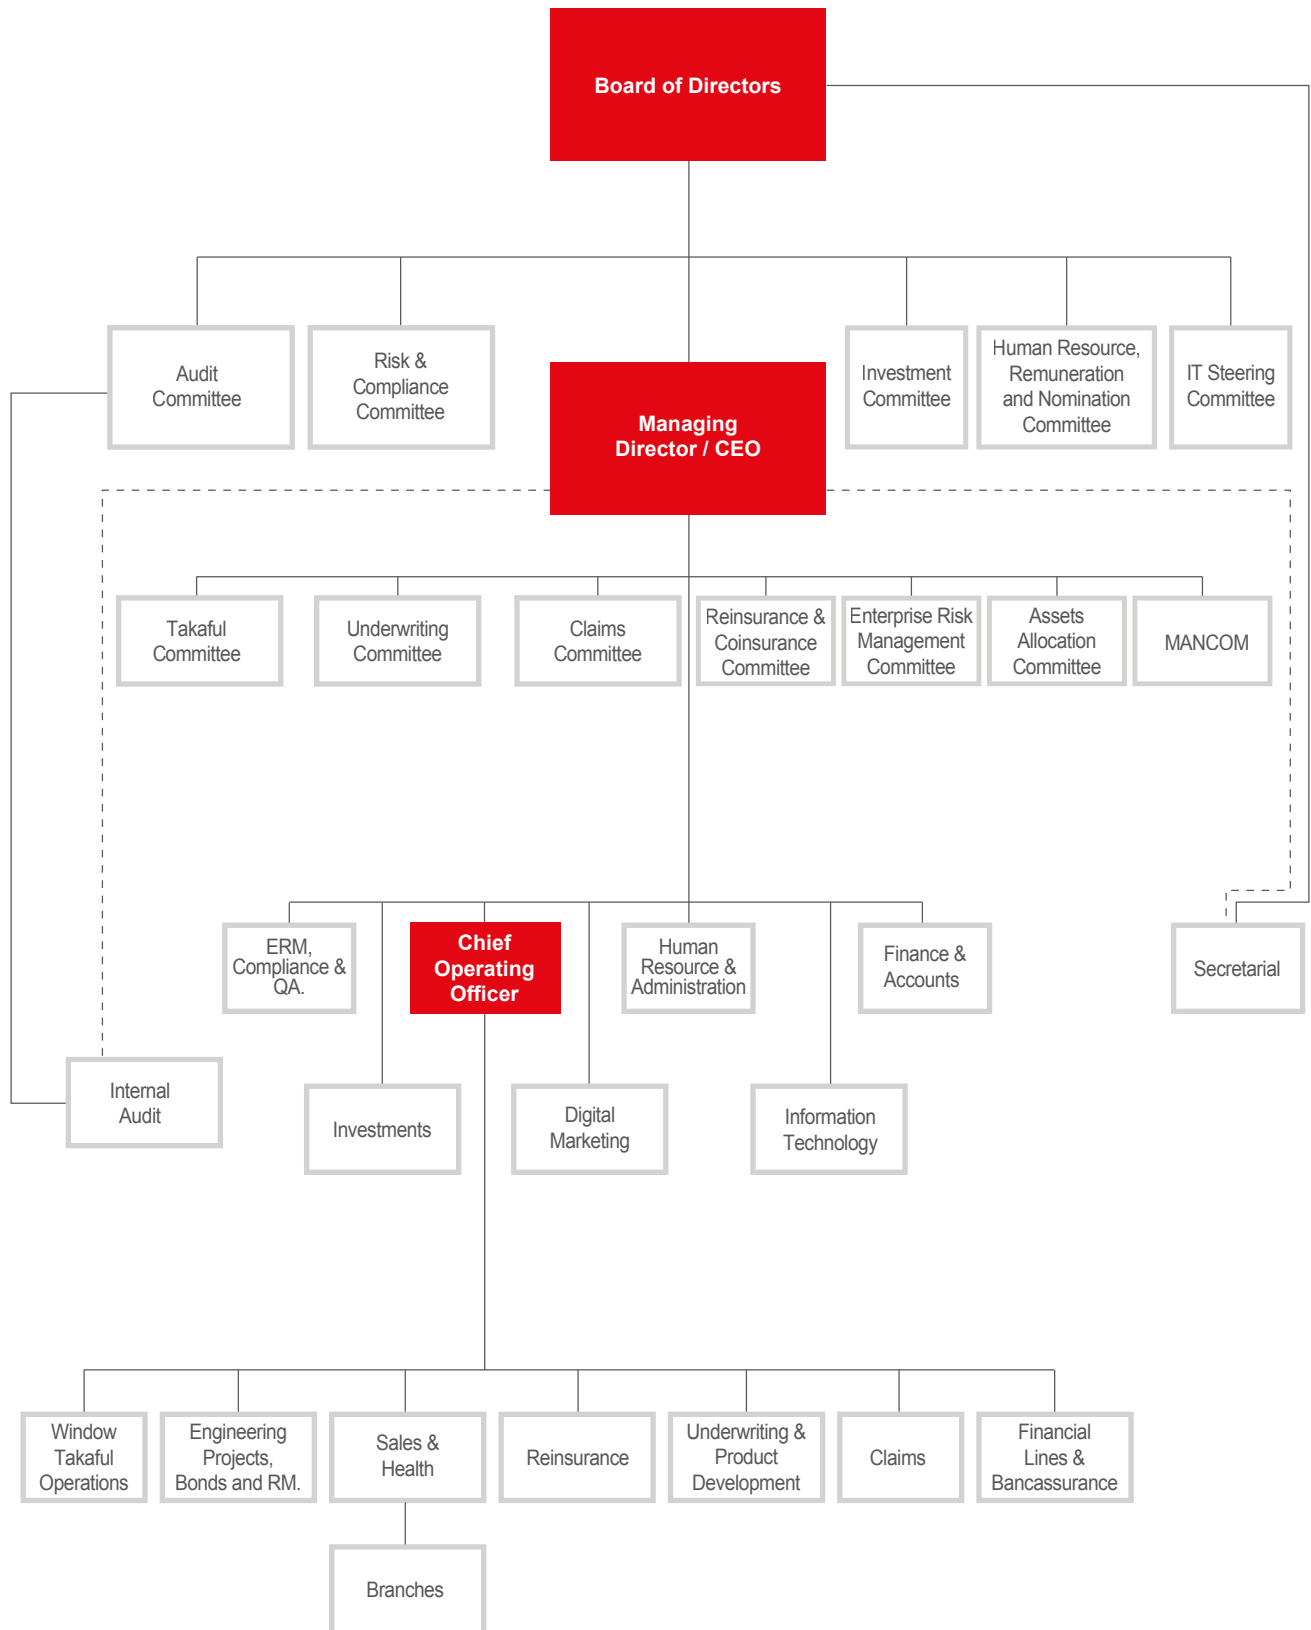 Board of Directors
Audit
Committee
Risk &
Compliance
Committee
Managing
Director / CEO
Investment
Committee
Human Resource,
Remuneration
and Nomination
Committee
IT Steering
Committee
Takaful
Committee
Underwriting
Committee
Claims
Committee
Reinsurance &
Coinsurance
Committee
Enterprise Risk
Management
Committee
Assets
Allocation
Committee
MANCOM
ERM,
Compliance &
QA.
Chief
Operating
Officer
Human
Resource &
Administration
Finance &
Accounts
Secretarial
Internal
Audit
Investments
Digital
Marketing
Information
Technology
Window
Takaful
Operations
Engineering
Projects,
Bonds and RM.
Sales &
Health
Reinsurance
Underwriting &
Product
Development
Claims
Financial
Lines &
Bancassurance
Branches